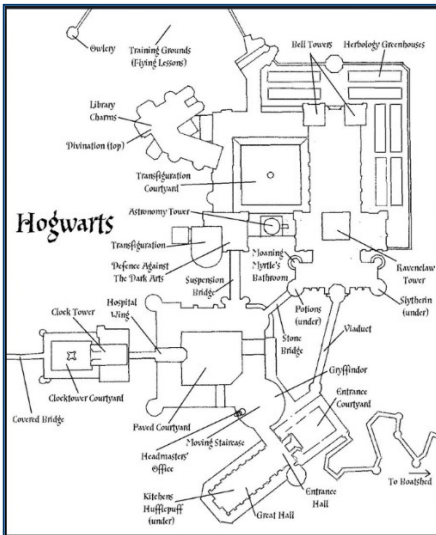 Owlery
Training Grounds
(Flying Lessons)
Bell Towers
Herbology Greenhouses
Library
Charms
Divination (top)
Transfiguration
Courtyard
Hogwarts
Astronomy Tower
Transfiguration
Defence Against
The Dark Arts
Moaning
Myrtle's
Bathroom
Ravenclaw
Tower
Suspension
Bridge
Clock Tower
Hospital
Wing
Potions
(under)
Slytherin
(under)
Stone
Bridge
Viaduct
Gryffindor
Covered Bridge
Clocktower Courtyard
Paved Courtyard
Entrance
Courtyard
Moving Staircase
Headmasters'
Office
To Boatshed
Kitchens
Hufflepuff
(under)
Great Hall
Entrance
Hall